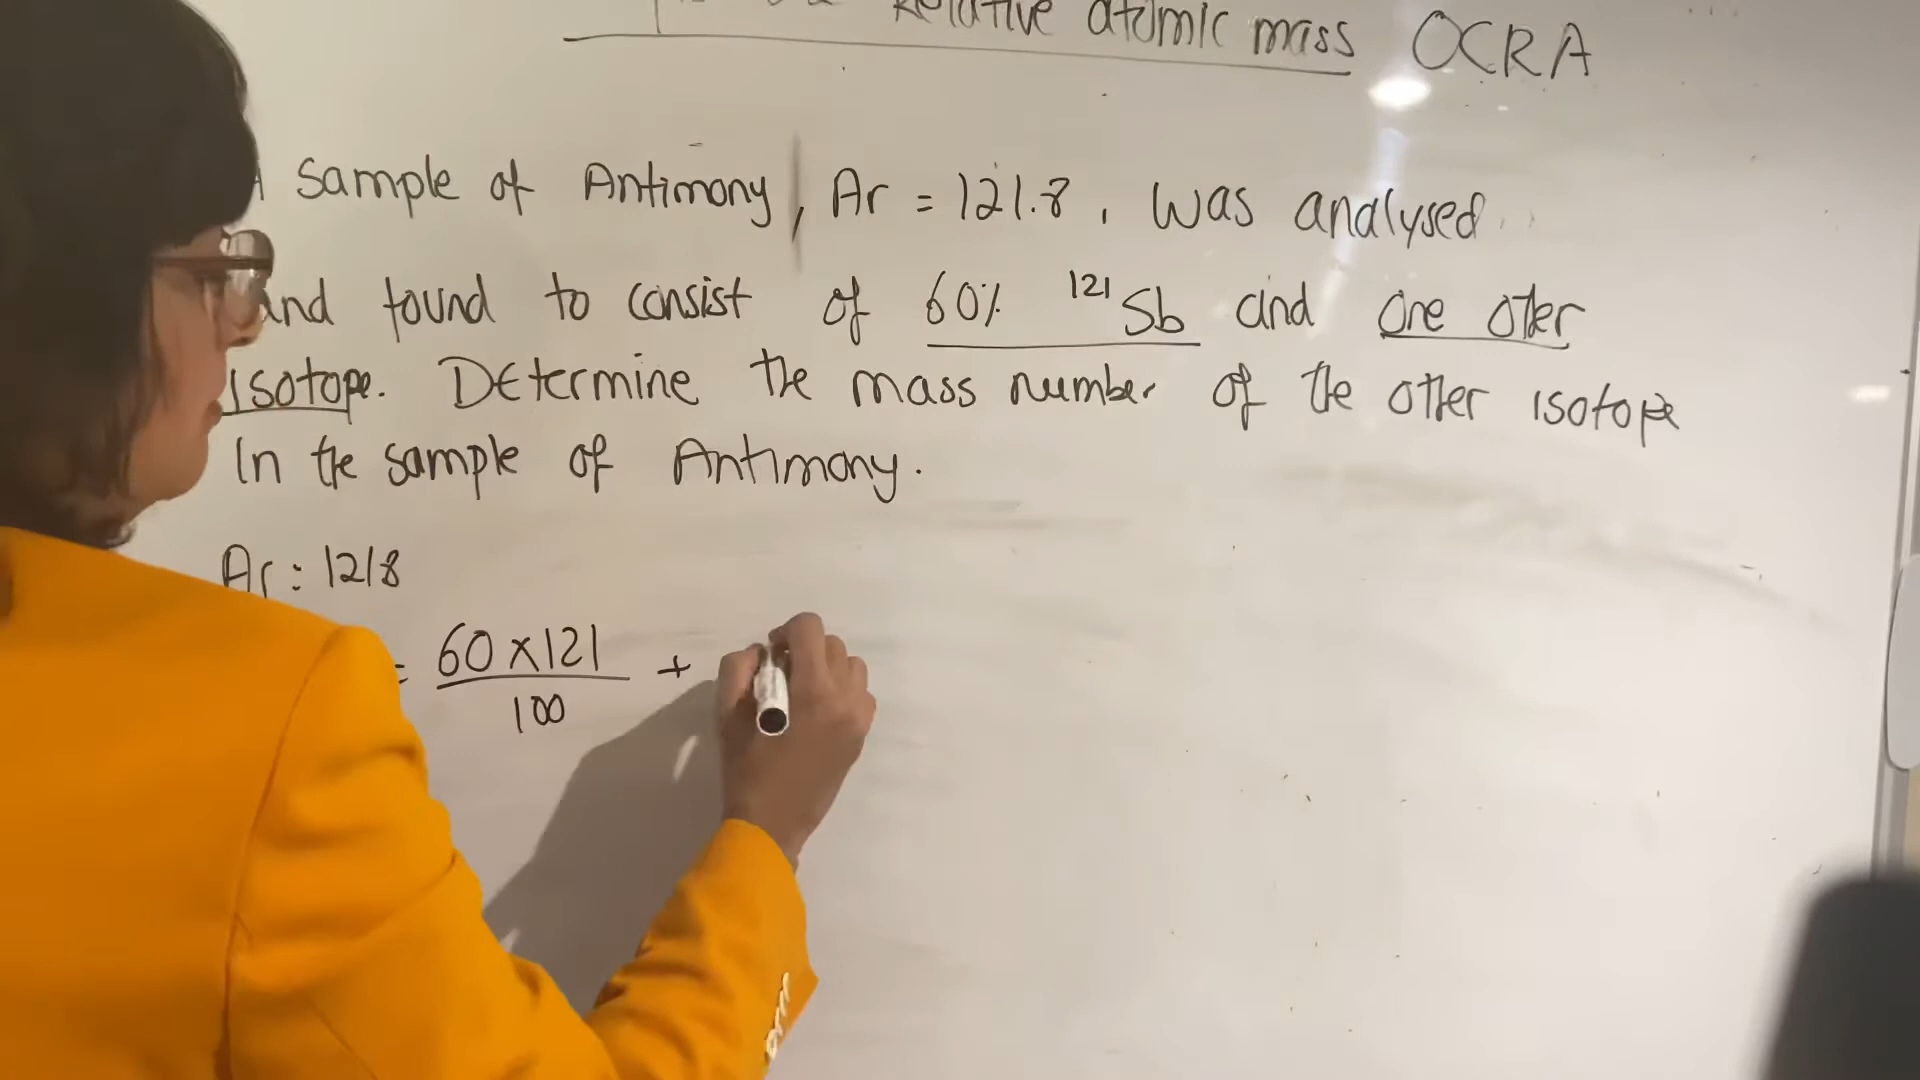 Relative atomic mass OCRA
Sample of Antimony, Ar = 121.8, was analysed
and found to consist of 60% ¹²¹Sb and one other
isotope. Determine the mass number of the other isotope
in the sample of Antimony.
Ar: 121.8
= 60 x 121 +
100